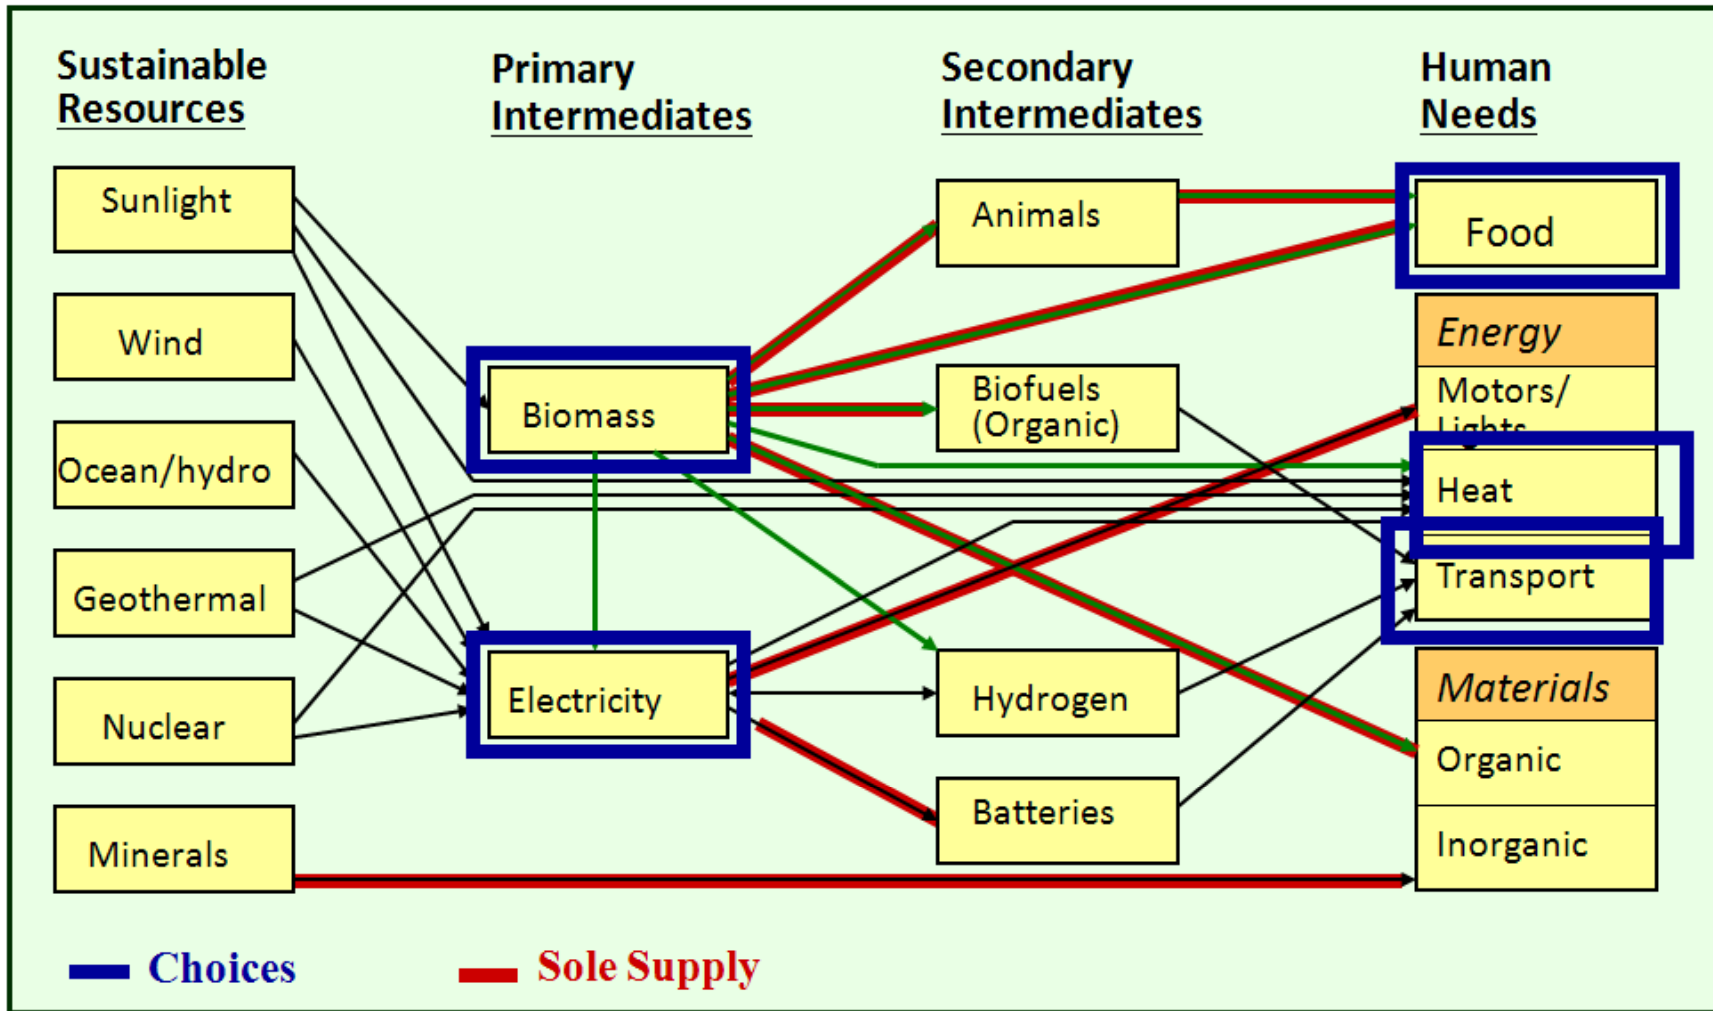 Sustainable
Resources
Primary
Intermediates
Secondary
Intermediates
Human
Needs
Sunlight
Wind
Ocean/hydro
Geothermal
Nuclear
Minerals
Biomass
Electricity
Animals
Biofuels
(Organic)
Hydrogen
Batteries
Food
Energy
Motors/
Lights
Heat
Transport
Materials
Organic
Inorganic
Choices
Sole Supply